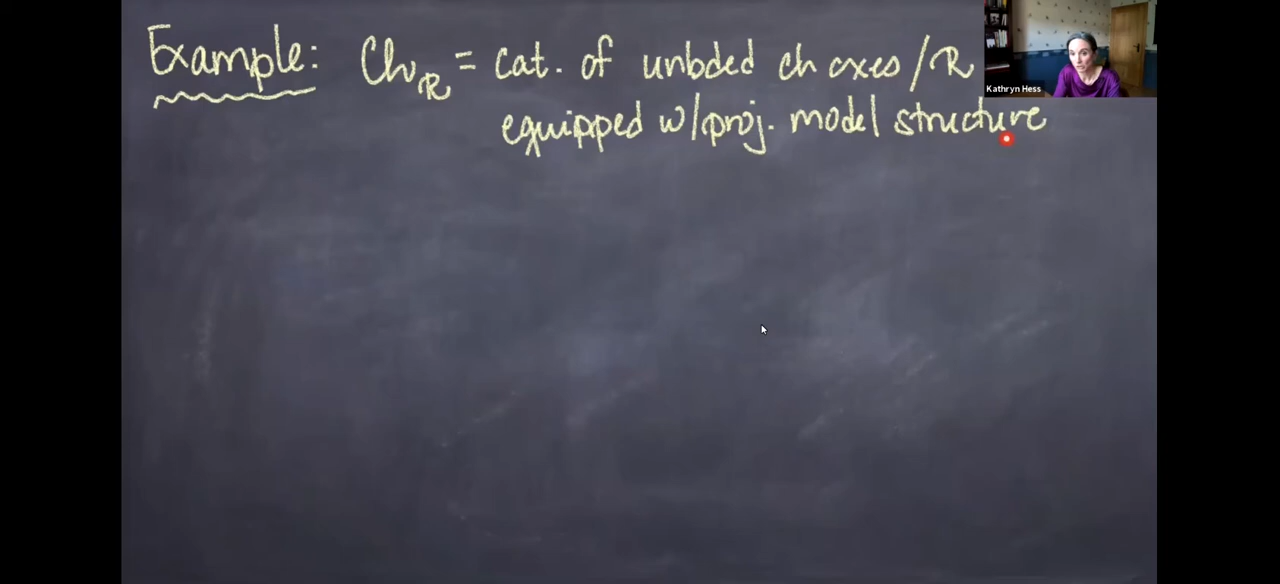 Example: Ch_R = cat. of unbded ch cxes / R
equipped w/ proj. model structure
Kathryn Hess